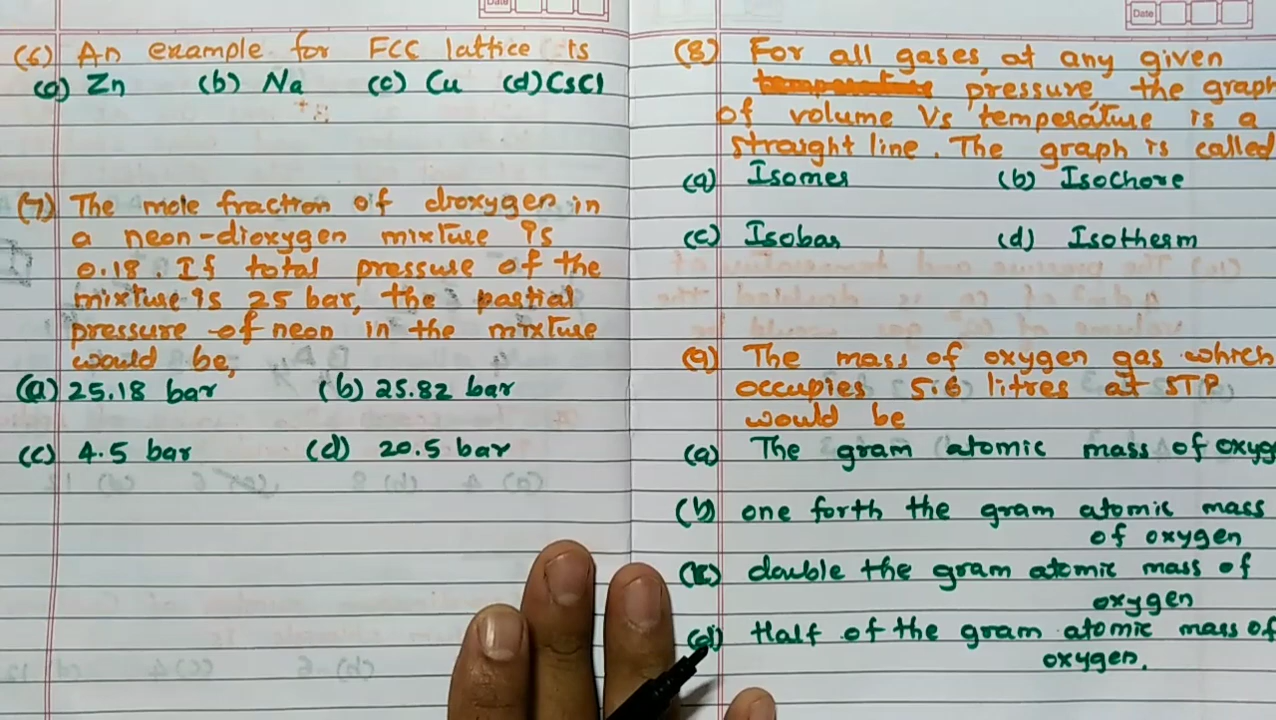 Date
(6) An example for FCC lattice is
(a) Zn (b) Na (c) Cu (d) CsCl
(7) The mole fraction of dioxygen in
a neon-dioxygen mixture is
0.18. If total pressure of the
mixture is 25 bar, the partial
pressure of neon in the mixture
would be,
(a) 25.18 bar (b) 25.82 bar
(c) 4.5 bar (d) 20.5 bar
Date
(8) For all gases, at any given
pressure, the graph
of volume Vs temperature is a
straight line. The graph is called
(a) Isomer (b) Isochore
(c) Isobar (d) Isotherm
(9) The mass of oxygen gas which
occupies 5.6 litres at STP
would be
(a) The gram atomic mass of oxyg
(b) one forth the gram atomic mass
of oxygen
(c) double the gram atomic mass of
oxygen
(d) Half of the gram atomic mass of
oxygen.